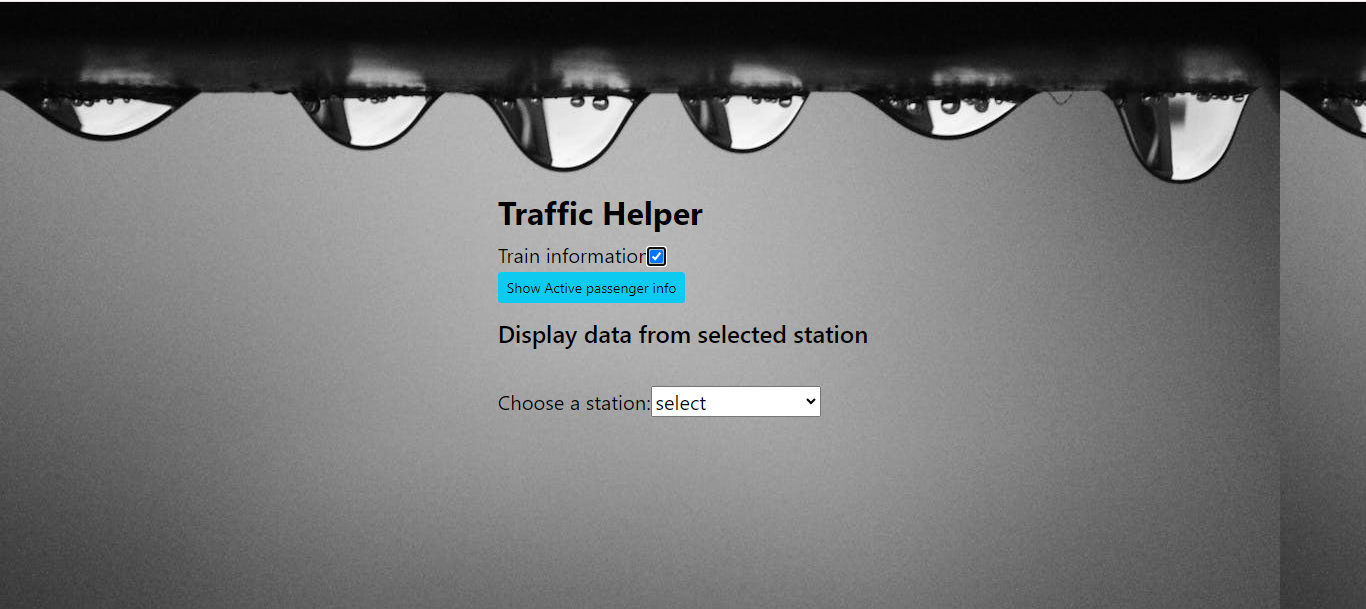 Traffic Helper
Train information
Show Active passenger info
Display data from selected station
Choose a station: select